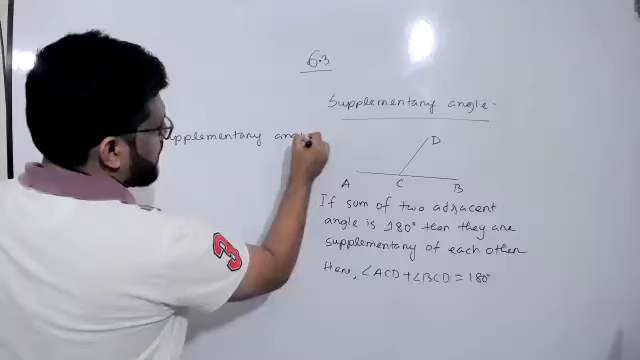 6.3
Supplementary angle.
upplementary angle
D
A C B
If sum of two adjacent
angle is 180° then they are
supplementary of each other
Here, ∠ACD + ∠BCD = 180°
3